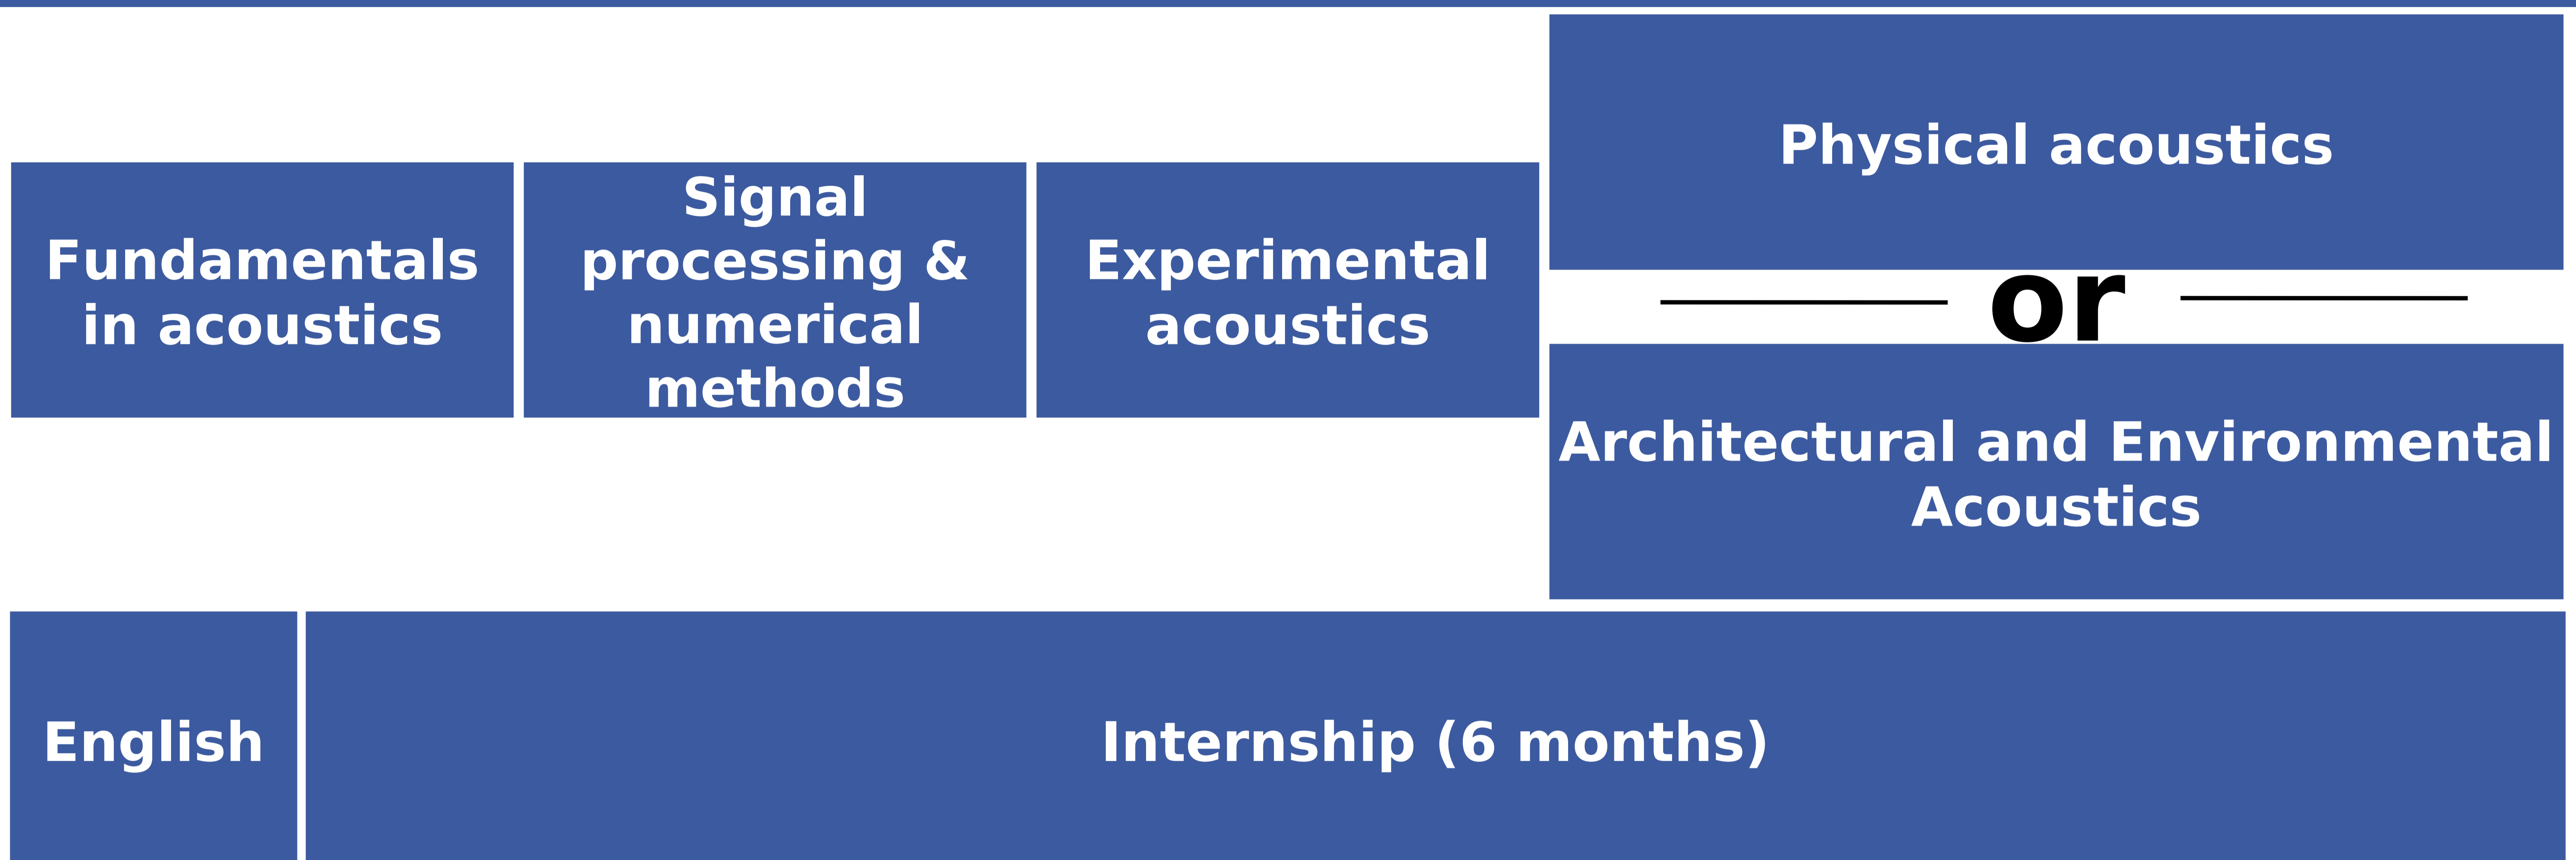 Fundamentals
in acoustics
Signal
processing &
numerical
methods
Experimental
acoustics
Physical acoustics
or
Architectural and Environmental
Acoustics
English
Internship (6 months)